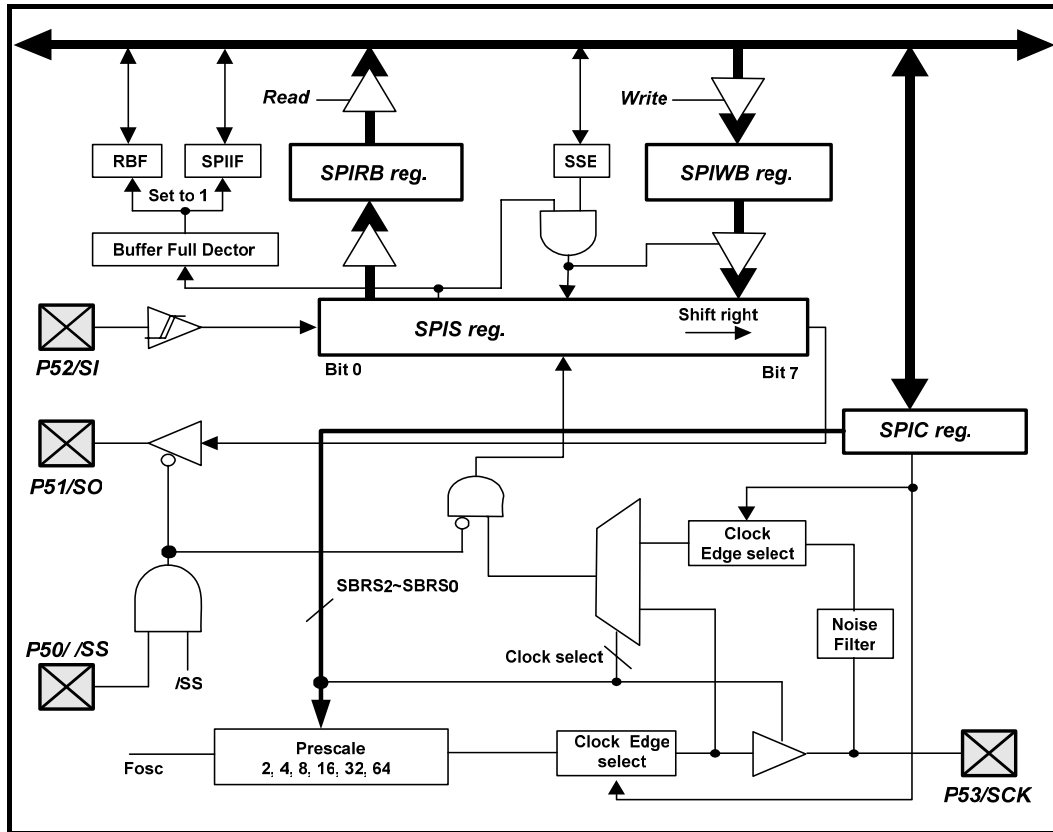 Read
Write
RBF
SPIIF
SPIRB reg.
SSE
SPIWB reg.
Set to 1
Buffer Full Dector
SPIS reg.
Shift right
P52/SI
Bit 0
Bit 7
SPIC reg.
P51/SO
Clock
Edge select
SBRS2~SBRS0
Noise
Filter
P50/ /SS
/SS
Clock select
Fosc
Prescale
2, 4, 8, 16, 32, 64
Clock Edge
select
P53/SCK